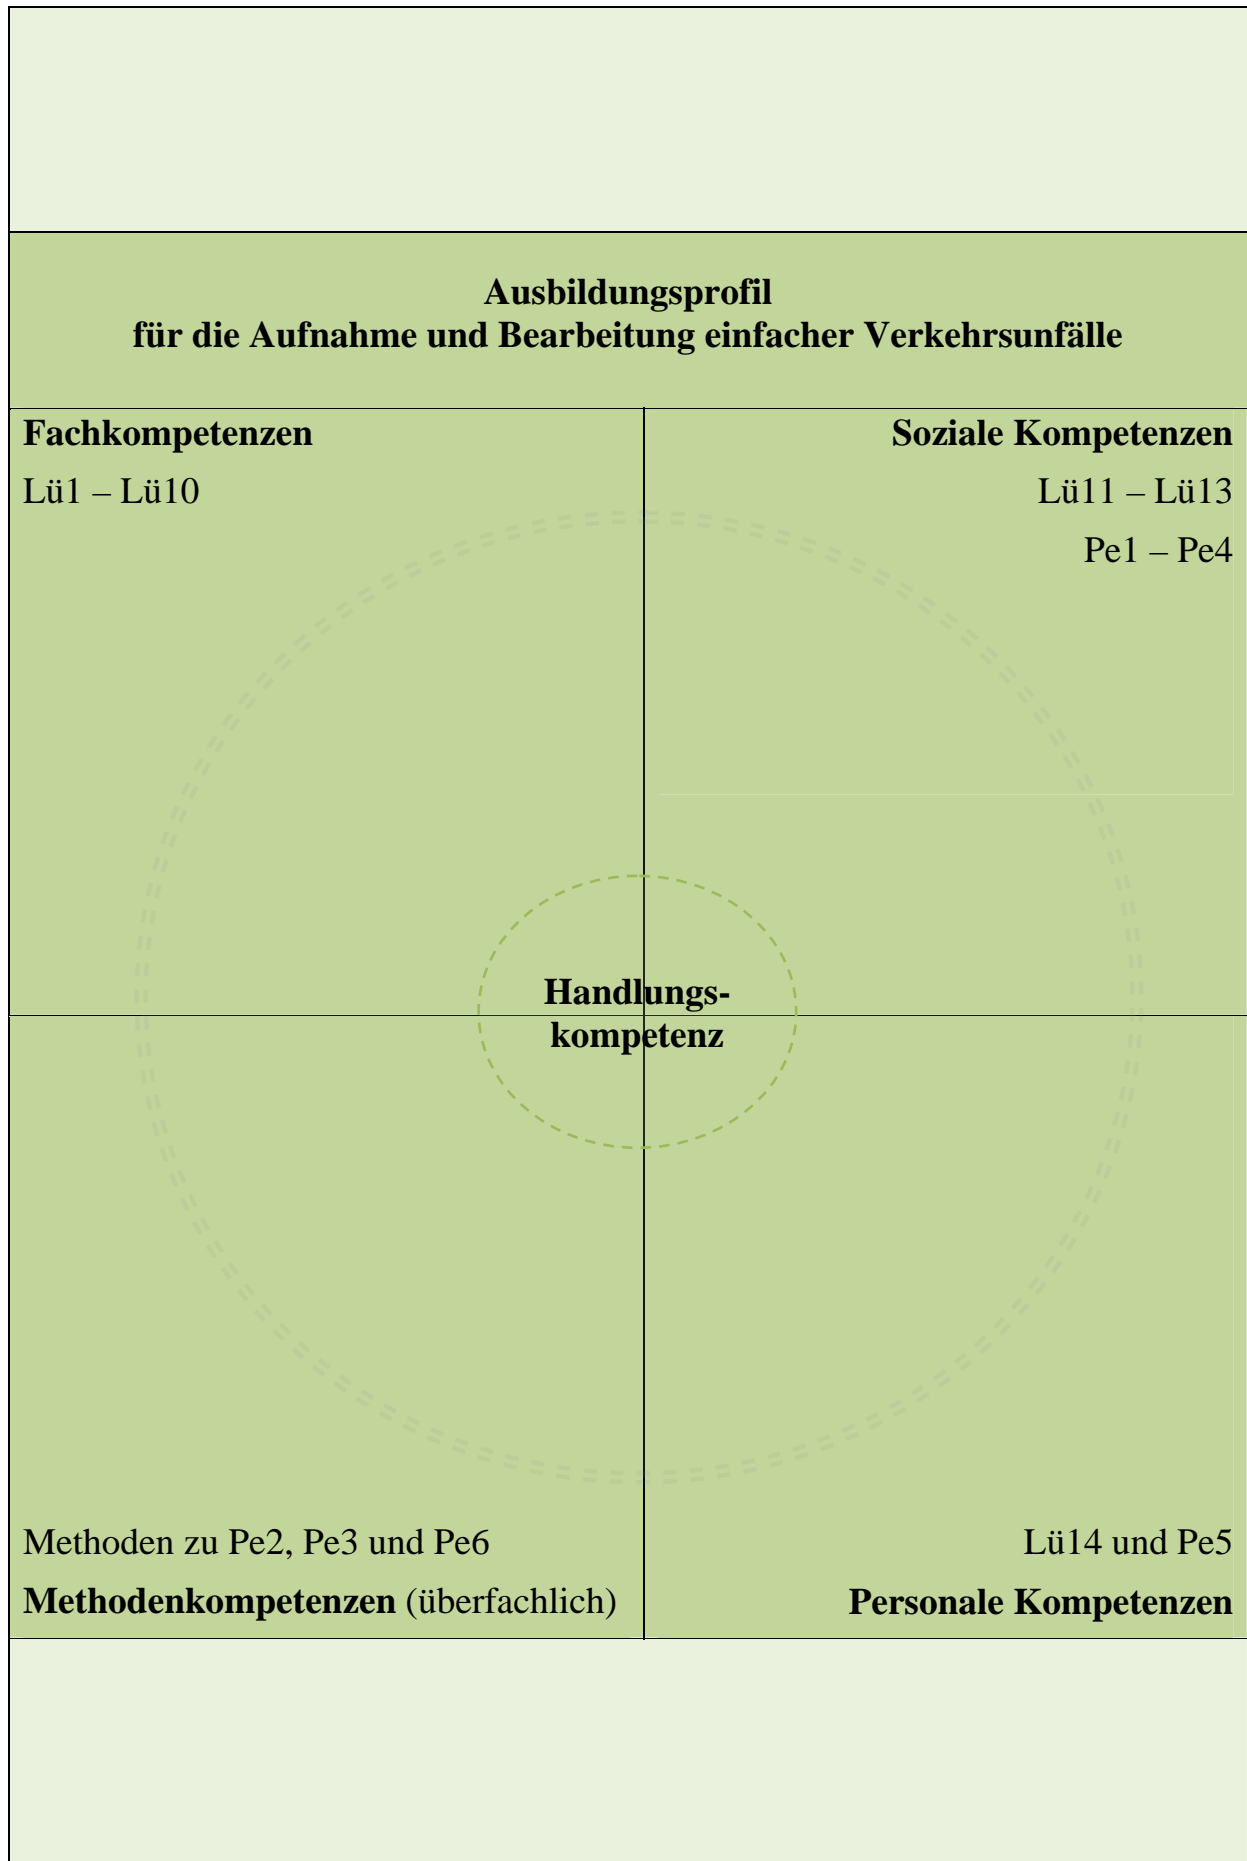 Ausbildungsprofil
für die Aufnahme und Bearbeitung einfacher Verkehrsunfälle
Fachkompetenzen
Lü1 – Lü10
Soziale Kompetenzen
Lü11 – Lü13
Pe1 – Pe4
Handlungs-
kompetenz
Methoden zu Pe2, Pe3 und Pe6
Methodenkompetenzen (überfachlich)
Lü14 und Pe5
Personale Kompetenzen